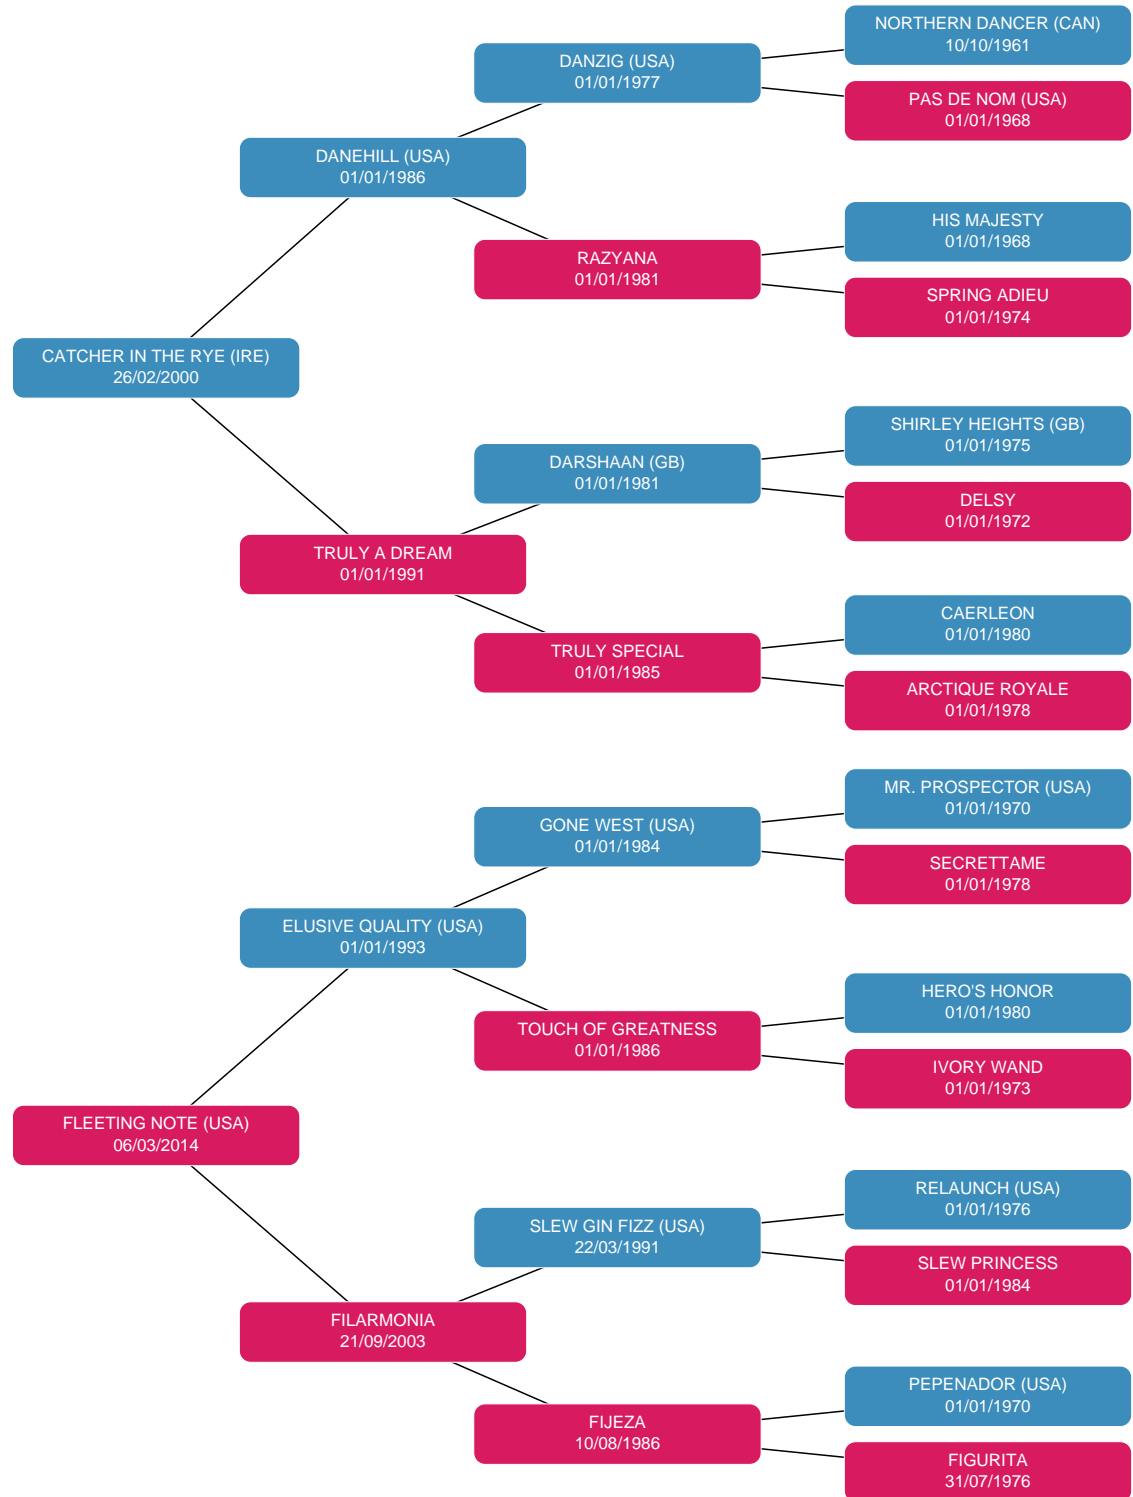 NORTHERN DANCER (CAN)
10/10/1961
DANZIG (USA)
01/01/1977
PAS DE NOM (USA)
01/01/1968
DANEHILL (USA)
01/01/1986
HIS MAJESTY
01/01/1968
RAZYANA
01/01/1981
SPRING ADIEU
01/01/1974
CATCHER IN THE RYE (IRE)
26/02/2000
SHIRLEY HEIGHTS (GB)
01/01/1975
DARSHAAN (GB)
01/01/1981
DELSY
01/01/1972
TRULY A DREAM
01/01/1991
CAERLEON
01/01/1980
TRULY SPECIAL
01/01/1985
ARCTIQUE ROYALE
01/01/1978
MR. PROSPECTOR (USA)
01/01/1970
GONE WEST (USA)
01/01/1984
SECRETTAME
01/01/1978
ELUSIVE QUALITY (USA)
01/01/1993
HERO'S HONOR
01/01/1980
TOUCH OF GREATNESS
01/01/1986
IVORY WAND
01/01/1973
FLEETING NOTE (USA)
06/03/2014
RELAUNCH (USA)
01/01/1976
SLEW GIN FIZZ (USA)
22/03/1991
SLEW PRINCESS
01/01/1984
FILARMONIA
21/09/2003
PEPENADOR (USA)
01/01/1970
FIJEZA
10/08/1986
FIGURITA
31/07/1976